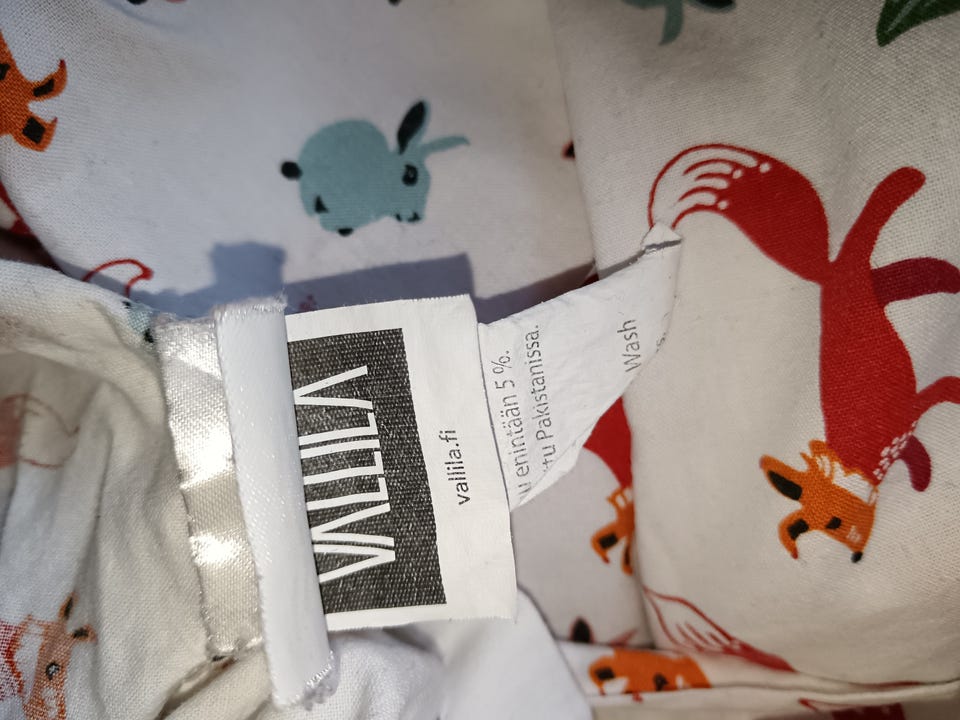 VALLILA
vallila.fi
enintään 5 %.
Pakistanissa.
Wash